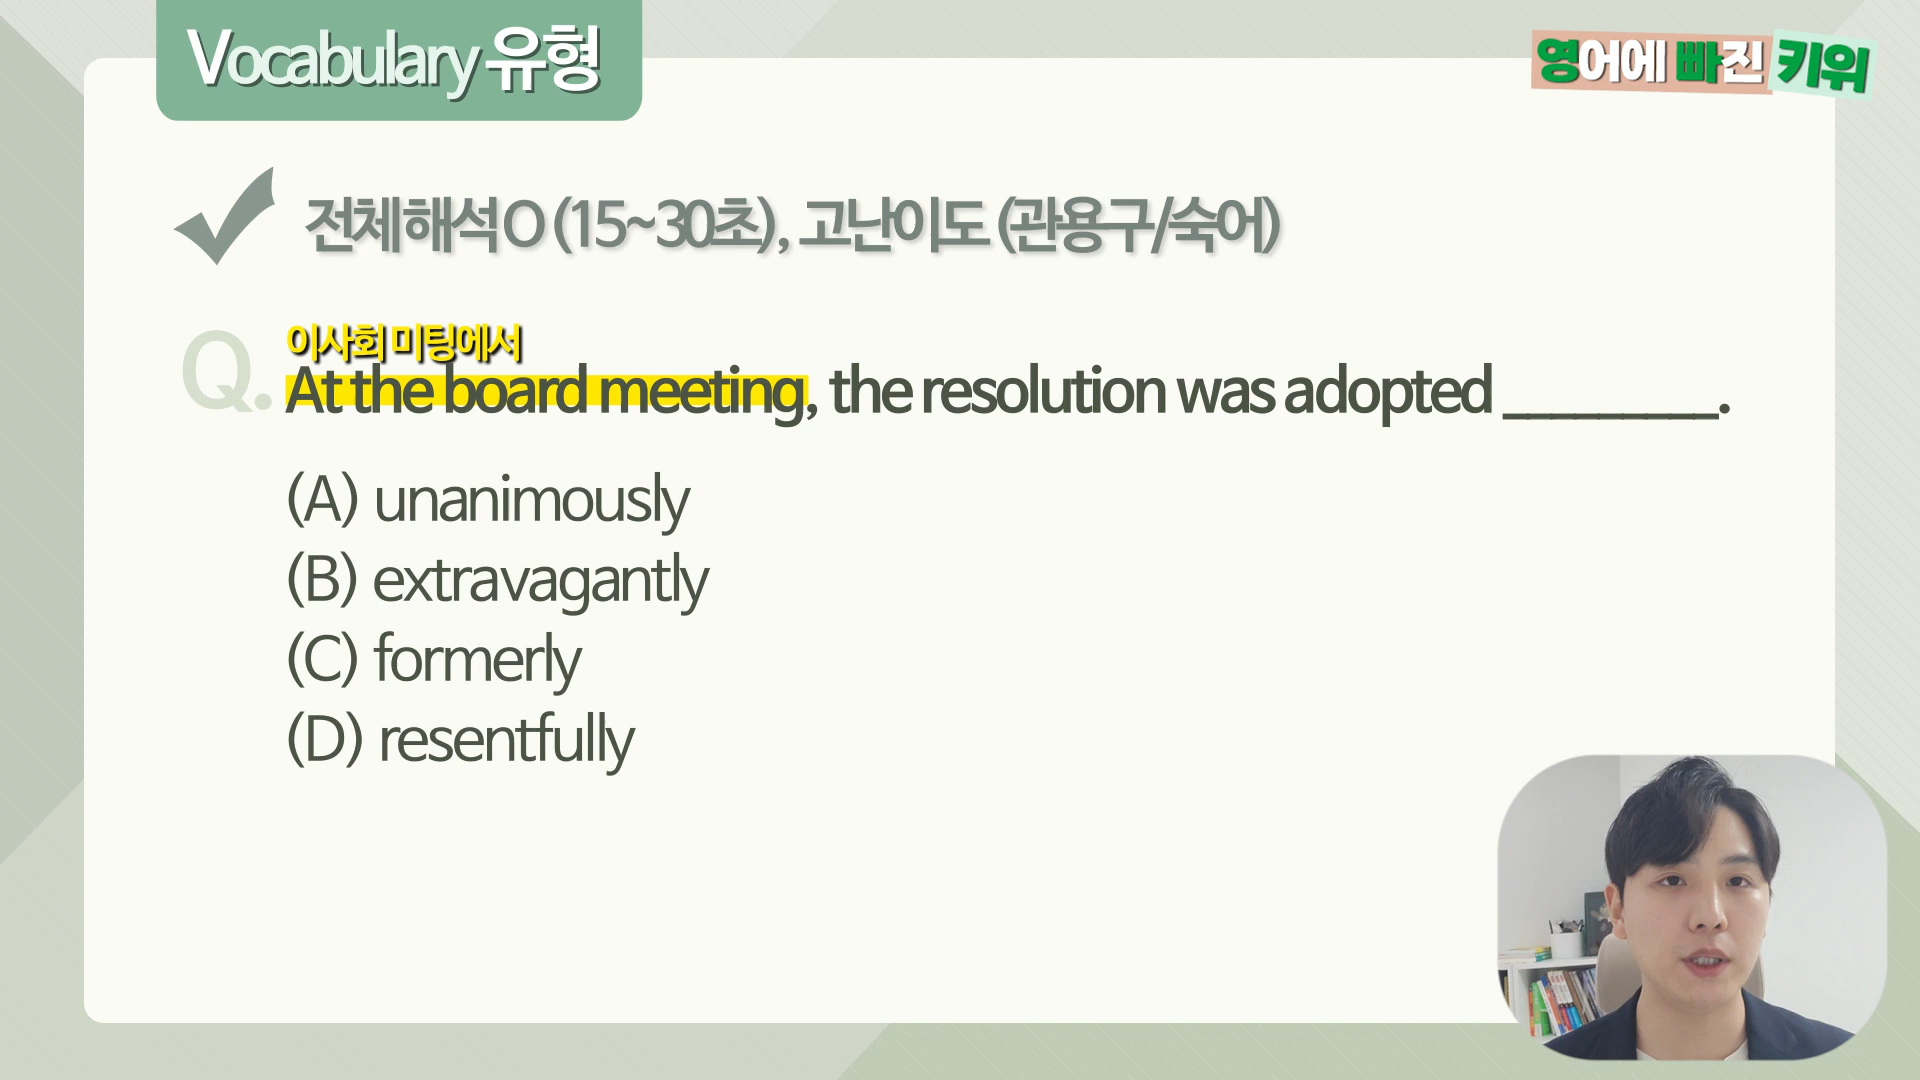 Vocabulary 유형
영어에 빠진 키위
전체 해석 O (15~30초), 고난이도 (관용구/숙어)
이사회 미팅에서
Q. At the board meeting, the resolution was adopted _________.
(A) unanimously
(B) extravagantly
(C) formerly
(D) resentfully